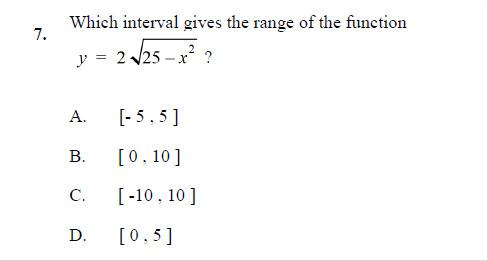 7. Which interval gives the range of the function
y = 2 √25 – x² ?
A. [- 5 , 5 ]
B. [ 0 , 10 ]
C. [ -10 , 10 ]
D. [ 0 , 5 ]